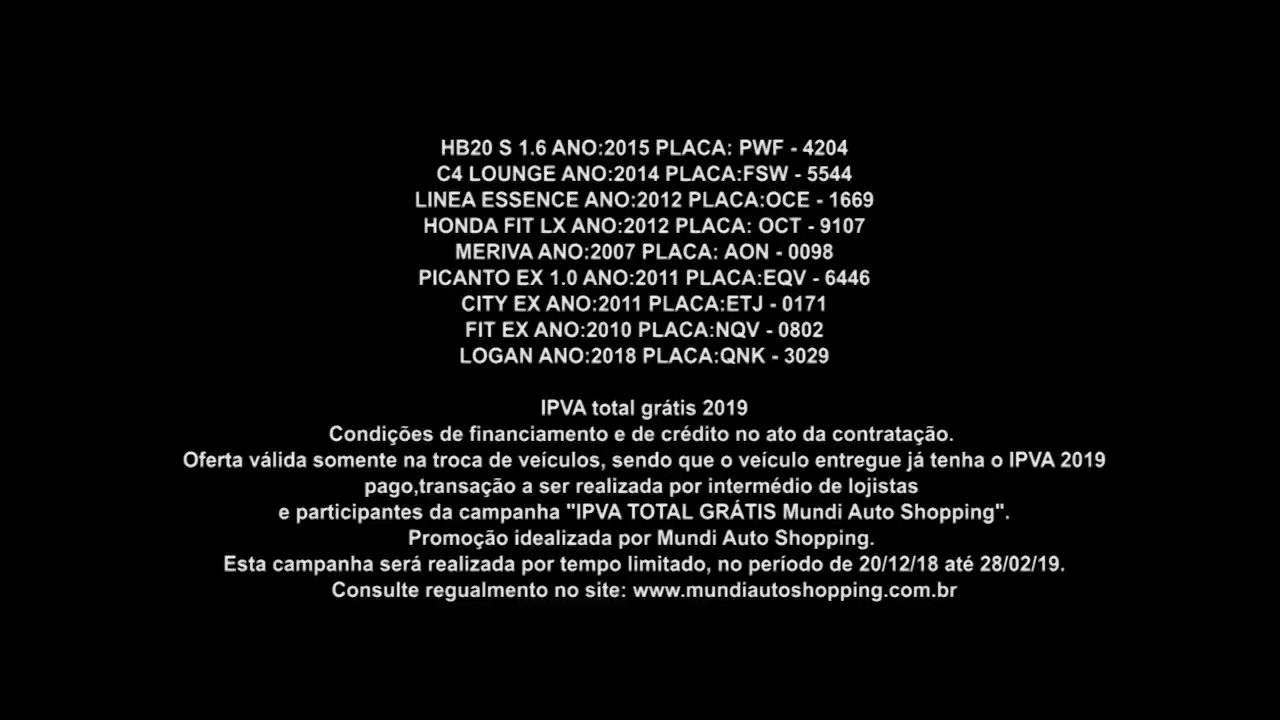 HB20 S 1.6 ANO:2015 PLACA: PWF - 4204
C4 LOUNGE ANO:2014 PLACA:FSW - 5544
LINEA ESSENCE ANO:2012 PLACA:OCE - 1669
HONDA FIT LX ANO:2012 PLACA: OCT - 9107
MERIVA ANO:2007 PLACA: AON - 0098
PICANTO EX 1.0 ANO:2011 PLACA:EQV - 6446
CITY EX ANO:2011 PLACA:ETJ - 0171
FIT EX ANO:2010 PLACA:NQV - 0802
LOGAN ANO:2018 PLACA:QNK - 3029
IPVA total grátis 2019
Condições de financiamento e de crédito no ato da contratação.
Oferta válida somente na troca de veículos, sendo que o veículo entregue já tenha o IPVA 2019
pago,transação a ser realizada por intermédio de lojistas
e participantes da campanha "IPVA TOTAL GRÁTIS Mundi Auto Shopping".
Promoção idealizada por Mundi Auto Shopping.
Esta campanha será realizada por tempo limitado, no período de 20/12/18 até 28/02/19.
Consulte regualmento no site: www.mundiautoshopping.com.br